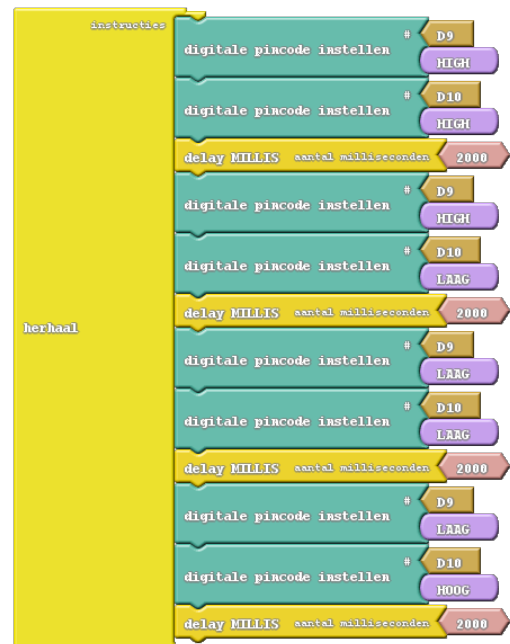 instructies
# D9
digitale pincode instellen
HIGH
# D10
digitale pincode instellen
HIGH
delay MILLIS aantal milliseconden 2000
# D9
digitale pincode instellen
HIGH
# D10
digitale pincode instellen
LAAG
herhaal
delay MILLIS aantal milliseconden 2000
# D9
digitale pincode instellen
LAAG
# D10
digitale pincode instellen
LAAG
delay MILLIS aantal milliseconden 2000
# D9
digitale pincode instellen
LAAG
# D10
digitale pincode instellen
HOOG
delay MILLIS aantal milliseconden 2000